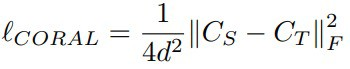 ℓ_{CORAL} = \frac{1}{4d^2} \|C_S − C_T\|_F^2